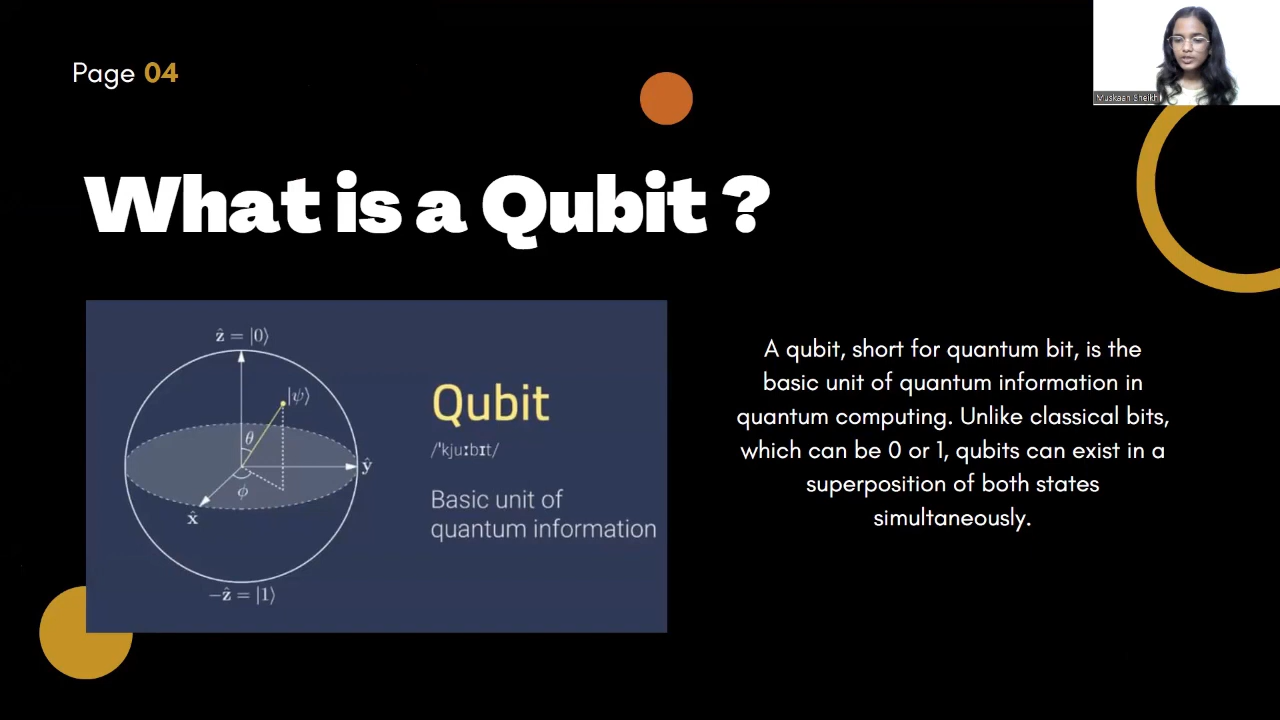 Page 04
Muskaan Sheikh
What is a Qubit ?
ẑ = |0⟩
|ψ⟩
θ
ŷ
ϕ
x̂
−ẑ = |1⟩
Qubit
/ˈkjuːbɪt/
Basic unit of
quantum information
A qubit, short for quantum bit, is the
basic unit of quantum information in
quantum computing. Unlike classical bits,
which can be 0 or 1, qubits can exist in a
superposition of both states
simultaneously.